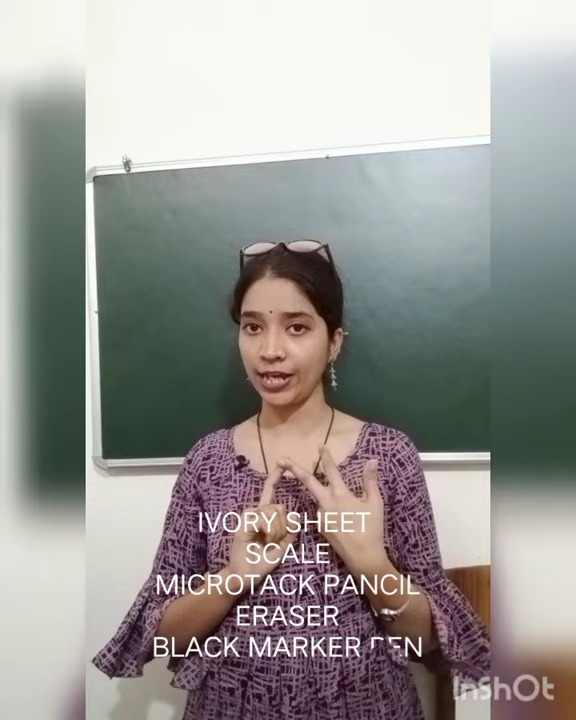 IVORY SHEET
SCALE
MICROTACK PANCIL
ERASER
BLACK MARKER PEN
InShOt